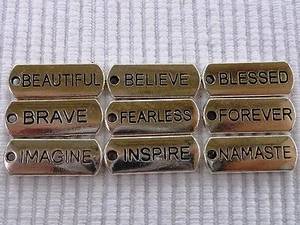 BEAUTIFUL BELIEVE BLESSED
BRAVE FEARLESS FOREVER
IMAGINE INSPIRE NAMASTE